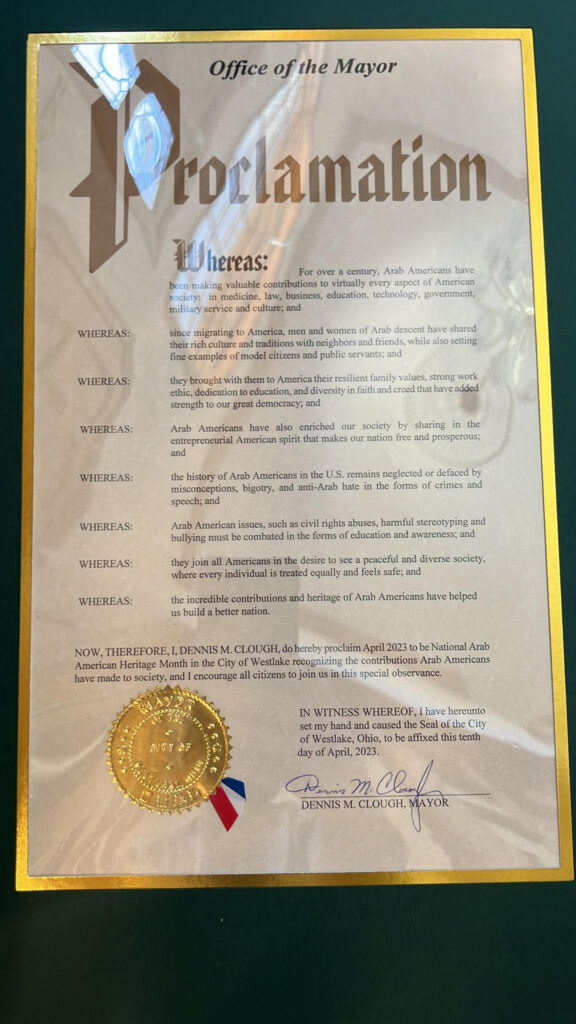 Office of the Mayor
Proclamation
Whereas: For over a century, Arab Americans have
been making valuable contributions to virtually every aspect of American
society; in medicine, law, business, education, technology, government,
military service and culture; and
WHEREAS: since migrating to America, men and women of Arab descent have shared
their rich culture and traditions with neighbors and friends, while also setting
fine examples of model citizens and public servants; and
WHEREAS: they brought with them to America their resilient family values, strong work
ethic, dedication to education, and diversity in faith and creed that have added
strength to our great democracy; and
WHEREAS: Arab Americans have also enriched our society by sharing in the
entrepreneurial American spirit that makes our nation free and prosperous;
and
WHEREAS: the history of Arab Americans in the U.S. remains neglected or defaced by
misconceptions, bigotry, and anti-Arab hate in the forms of crimes and
speech; and
WHEREAS: Arab American issues, such as civil rights abuses, harmful stereotyping and
bullying must be combated in the forms of education and awareness; and
WHEREAS: they join all Americans in the desire to see a peaceful and diverse society,
where every individual is treated equally and feels safe; and
WHEREAS: the incredible contributions and heritage of Arab Americans have helped
us build a better nation.
NOW, THEREFORE, I, DENNIS M. CLOUGH, do hereby proclaim April 2023 to be National Arab
American Heritage Month in the City of Westlake recognizing the contributions Arab Americans
have made to society, and I encourage all citizens to join us in this special observance.
IN WITNESS WHEREOF, I have hereunto
set my hand and caused the Seal of the City
of Westlake, Ohio, to be affixed this tenth
day of April, 2023.
Dennis M. Clough
DENNIS M. CLOUGH, MAYOR
MAYOR
CITY OF